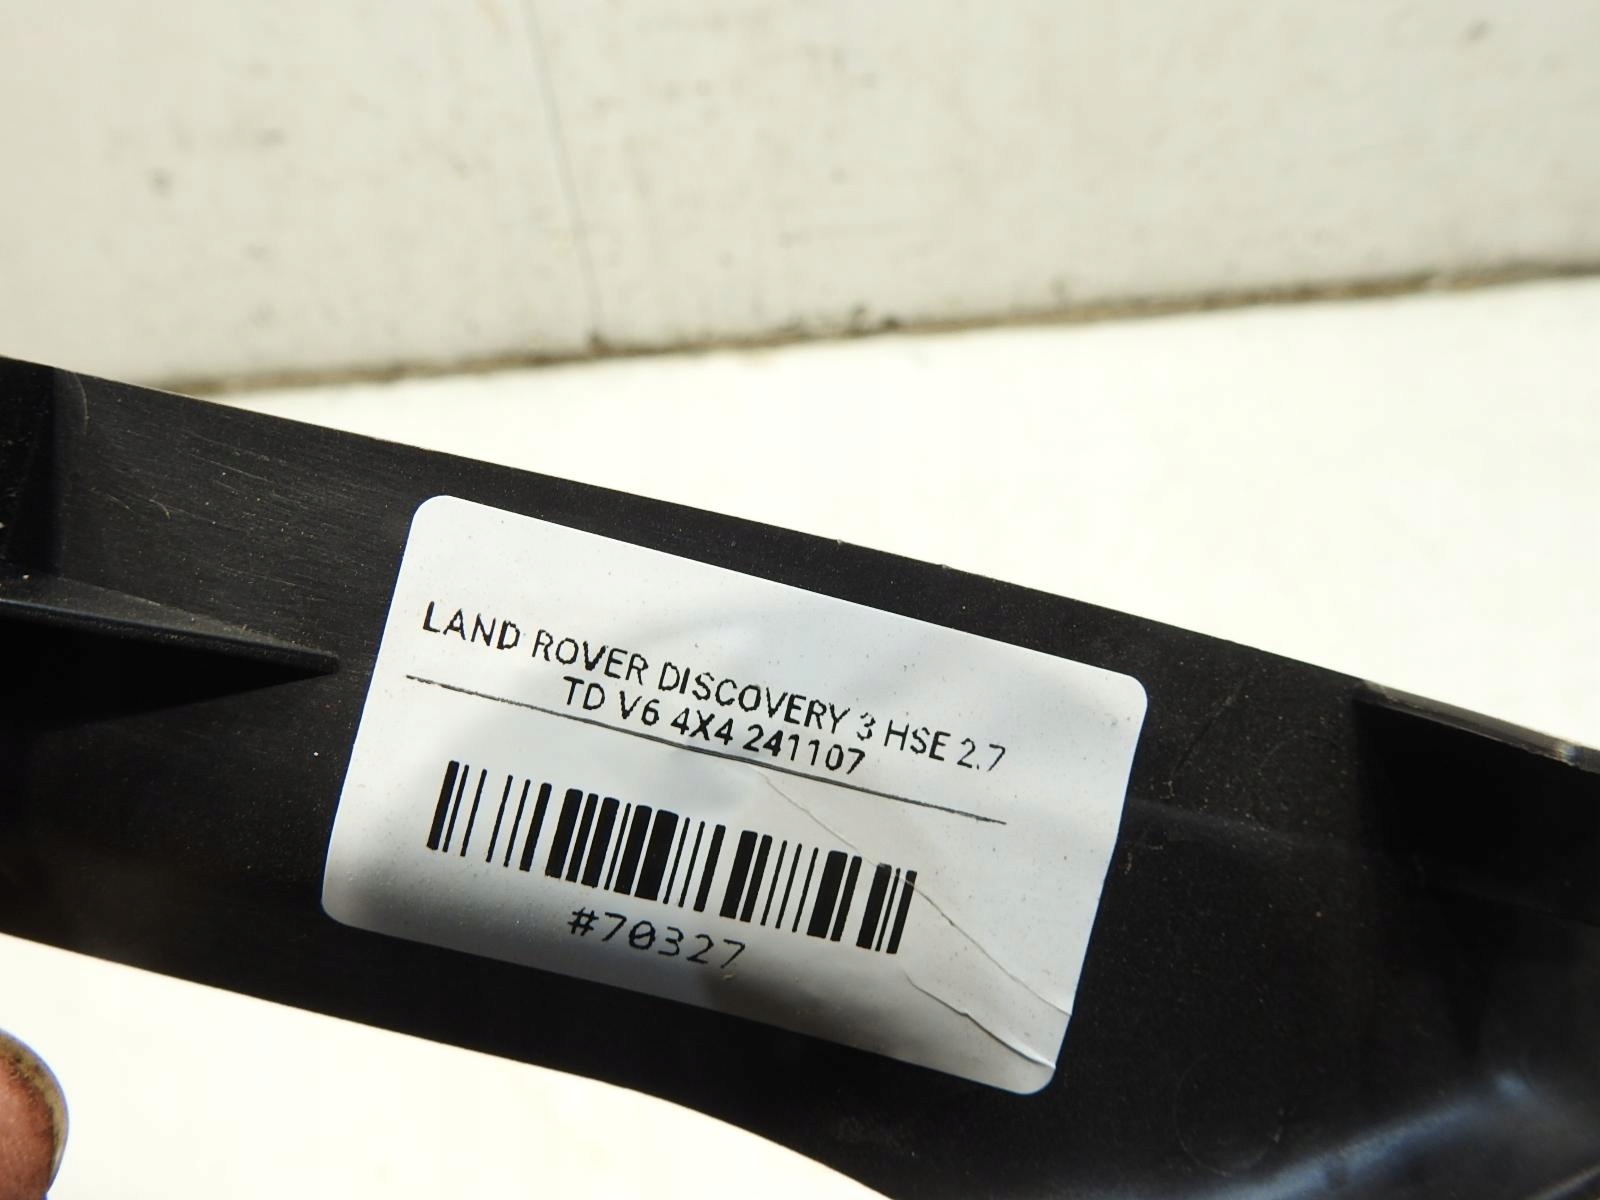 LAND ROVER DISCOVERY 3 HSE 2.7
TD V6 4X4 241107
#70327